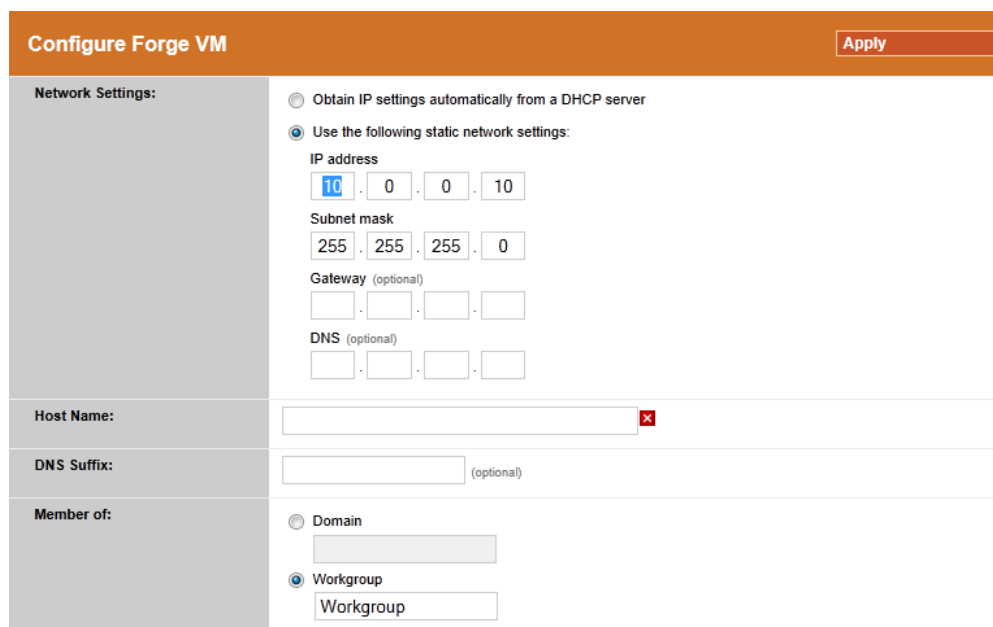 Configure Forge VM
Apply
Network Settings:
Obtain IP settings automatically from a DHCP server
Use the following static network settings:
IP address
10 . 0 . 0 . 10
Subnet mask
255 . 255 . 255 . 0
Gateway (optional)
. . .
DNS (optional)
. . .
Host Name:
DNS Suffix:
(optional)
Member of:
Domain
Workgroup
Workgroup